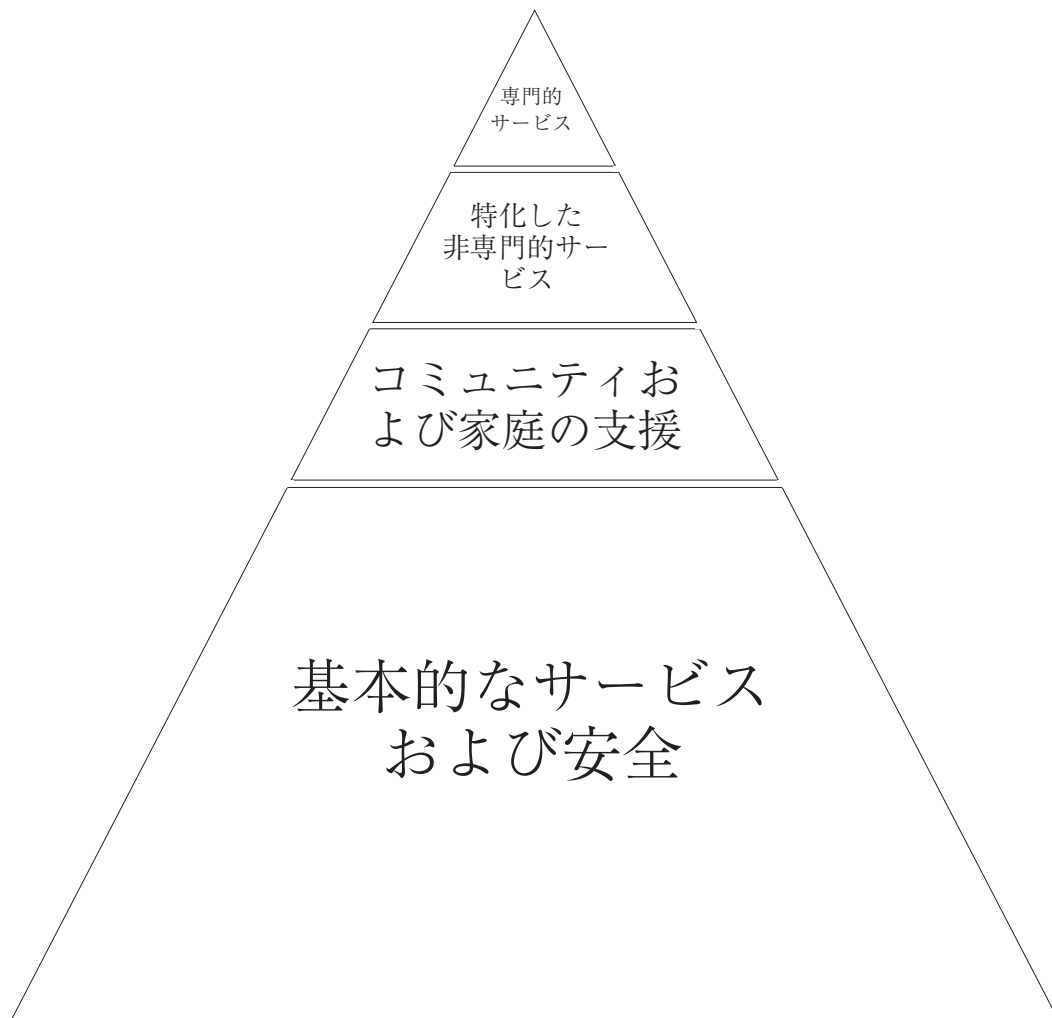 専門的
サービス
特化した
非専門的サー
ビス
コミュニティお
よび家庭の支援
基本的なサービス
および安全